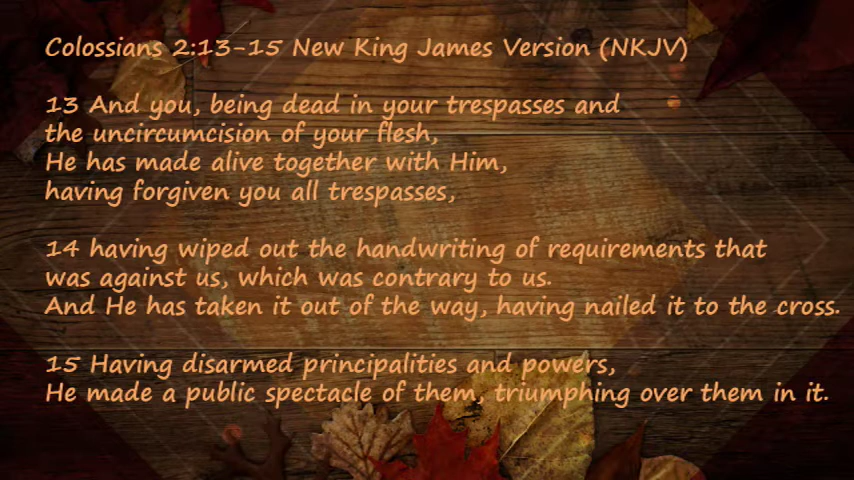 Colossians 2:13-15 New King James Version (NKJV)
13 And you, being dead in your trespasses and
the uncircumcision of your flesh,
He has made alive together with Him,
having forgiven you all trespasses,
14 having wiped out the handwriting of requirements that
was against us, which was contrary to us.
And He has taken it out of the way, having nailed it to the cross.
15 Having disarmed principalities and powers,
He made a public spectacle of them, triumphing over them in it.